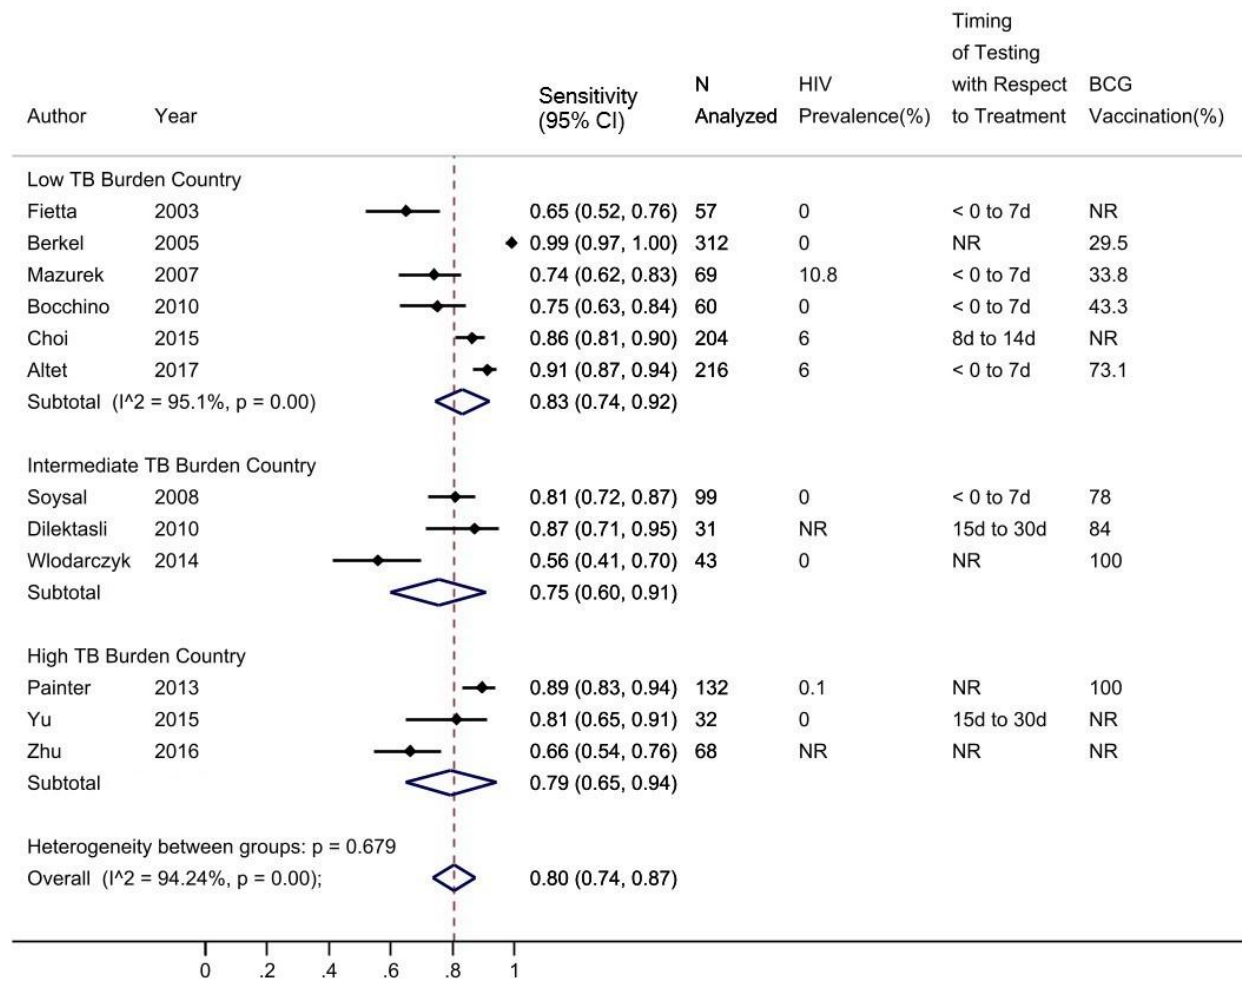 Author Year Sensitivity (95% CI) N Analyzed HIV Prevalence(%) Timing of Testing with Respect to Treatment BCG Vaccination(%)
Low TB Burden Country
Fietta 2003 0.65 (0.52, 0.76) 57 0 < 0 to 7d NR
Berkel 2005 0.99 (0.97, 1.00) 312 0 NR 29.5
Mazurek 2007 0.74 (0.62, 0.83) 69 10.8 < 0 to 7d 33.8
Bocchino 2010 0.75 (0.63, 0.84) 60 0 < 0 to 7d 43.3
Choi 2015 0.86 (0.81, 0.90) 204 6 8d to 14d NR
Altet 2017 0.91 (0.87, 0.94) 216 6 < 0 to 7d 73.1
Subtotal (I^2 = 95.1%, p = 0.00) 0.83 (0.74, 0.92)
Intermediate TB Burden Country
Soysal 2008 0.81 (0.72, 0.87) 99 0 < 0 to 7d 78
Dilektasli 2010 0.87 (0.71, 0.95) 31 NR 15d to 30d 84
Wlodarczyk 2014 0.56 (0.41, 0.70) 43 0 NR 100
Subtotal 0.75 (0.60, 0.91)
High TB Burden Country
Painter 2013 0.89 (0.83, 0.94) 132 0.1 NR 100
Yu 2015 0.81 (0.65, 0.91) 32 0 15d to 30d NR
Zhu 2016 0.66 (0.54, 0.76) 68 NR NR NR
Subtotal 0.79 (0.65, 0.94)
Heterogeneity between groups: p = 0.679
Overall (I^2 = 94.24%, p = 0.00); 0.80 (0.74, 0.87)
0 .2 .4 .6 .8 1